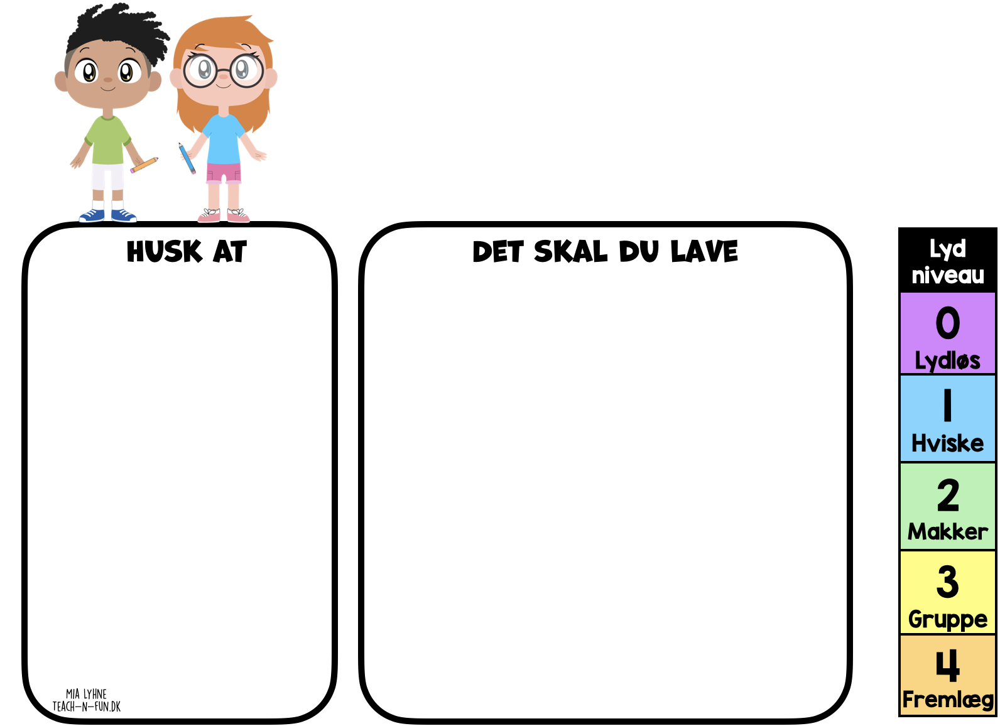 HUSK AT
MIA LYHNE
TEACH-N-FUN.DK
DET SKAL DU LAVE
Lyd
niveau
0
Lydløs
1
Hviske
2
Makker
3
Gruppe
4
Fremlæg